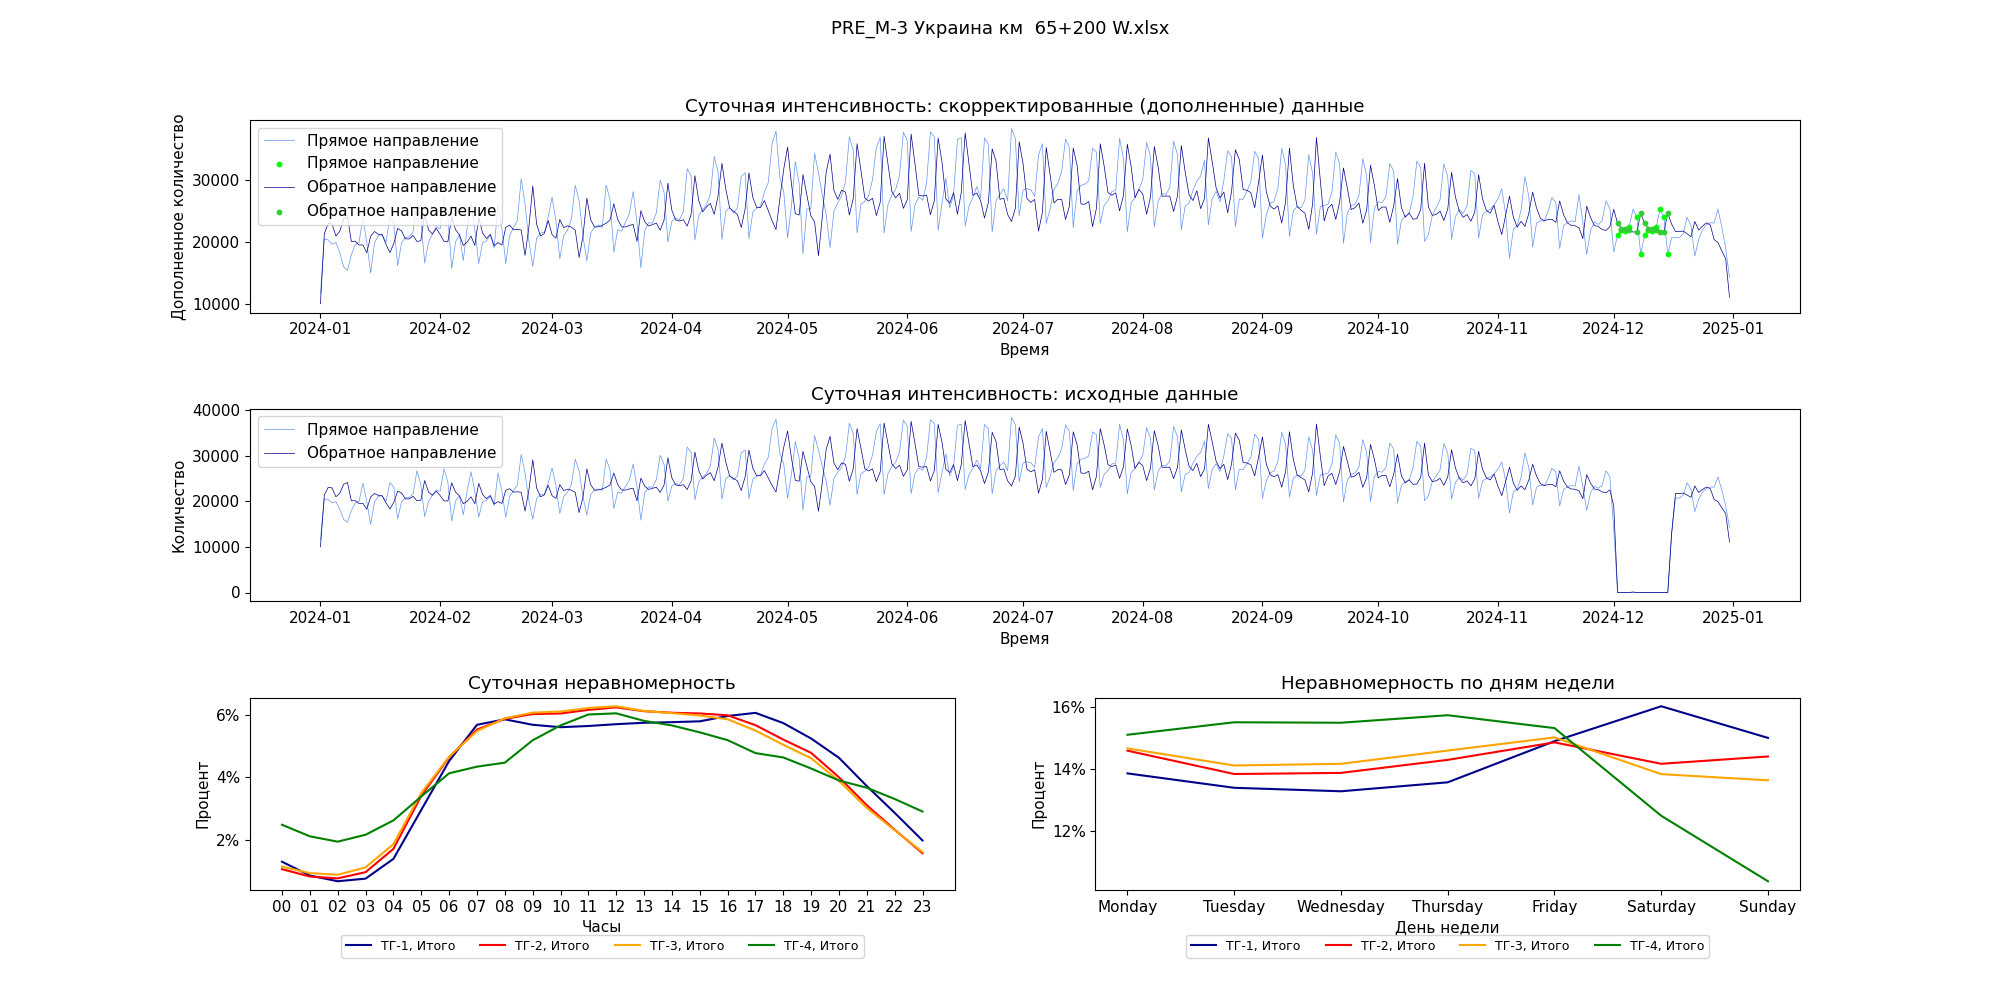 PRE_M-3 Украина км  65+200 W.xlsx
Суточная интенсивность: скорректированные (дополненные) данные
Дополненное количество
30000
20000
10000
Прямое направление
Прямое направление
Обратное направление
Обратное направление
2024-01 2024-02 2024-03 2024-04 2024-05 2024-06 2024-07 2024-08 2024-09 2024-10 2024-11 2024-12 2025-01
Время
Суточная интенсивность: исходные данные
Количество
40000
30000
20000
10000
0
Прямое направление
Обратное направление
2024-01 2024-02 2024-03 2024-04 2024-05 2024-06 2024-07 2024-08 2024-09 2024-10 2024-11 2024-12 2025-01
Время
Суточная неравномерность
Процент
6%
4%
2%
00 01 02 03 04 05 06 07 08 09 10 11 12 13 14 15 16 17 18 19 20 21 22 23
Часы
ТГ-1, Итого ТГ-2, Итого ТГ-3, Итого ТГ-4, Итого
Неравномерность по дням недели
Процент
16%
14%
12%
Monday Tuesday Wednesday Thursday Friday Saturday Sunday
День недели
ТГ-1, Итого ТГ-2, Итого ТГ-3, Итого ТГ-4, Итого